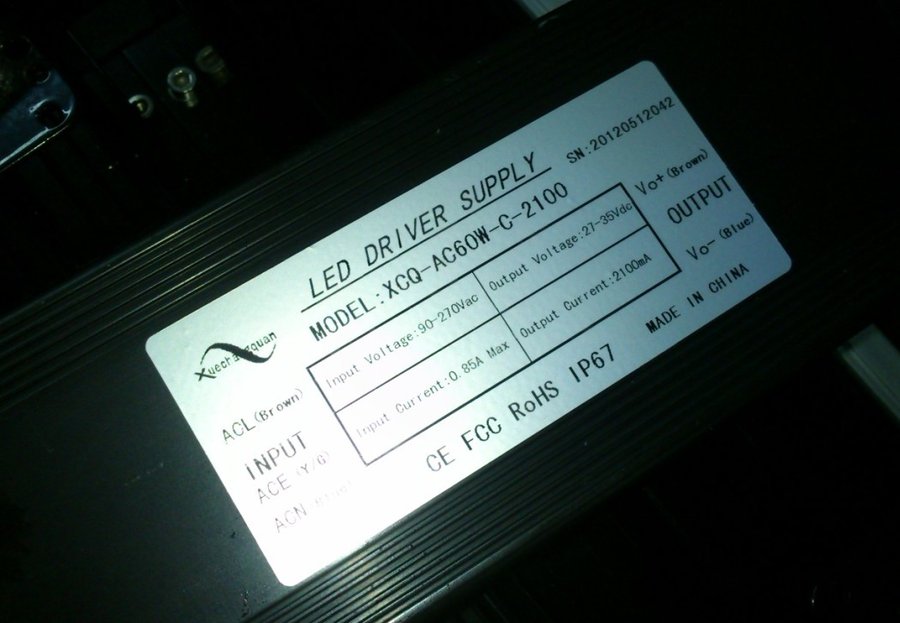 LED DRIVER SUPPLY
SN:20120512042
MODEL:XCQ-AC60W-C-2100
Input Voltage:90-270Vac
Output Voltage:27-35Vdc
Input Current:0.85A Max
Output Current:2100mA
ACL(Brown)
INPUT
ACE(Y/G)
ACN
Vo+(Brown)
OUTPUT
Vo-(Blue)
CE FCC RoHS IP67
MADE IN CHINA